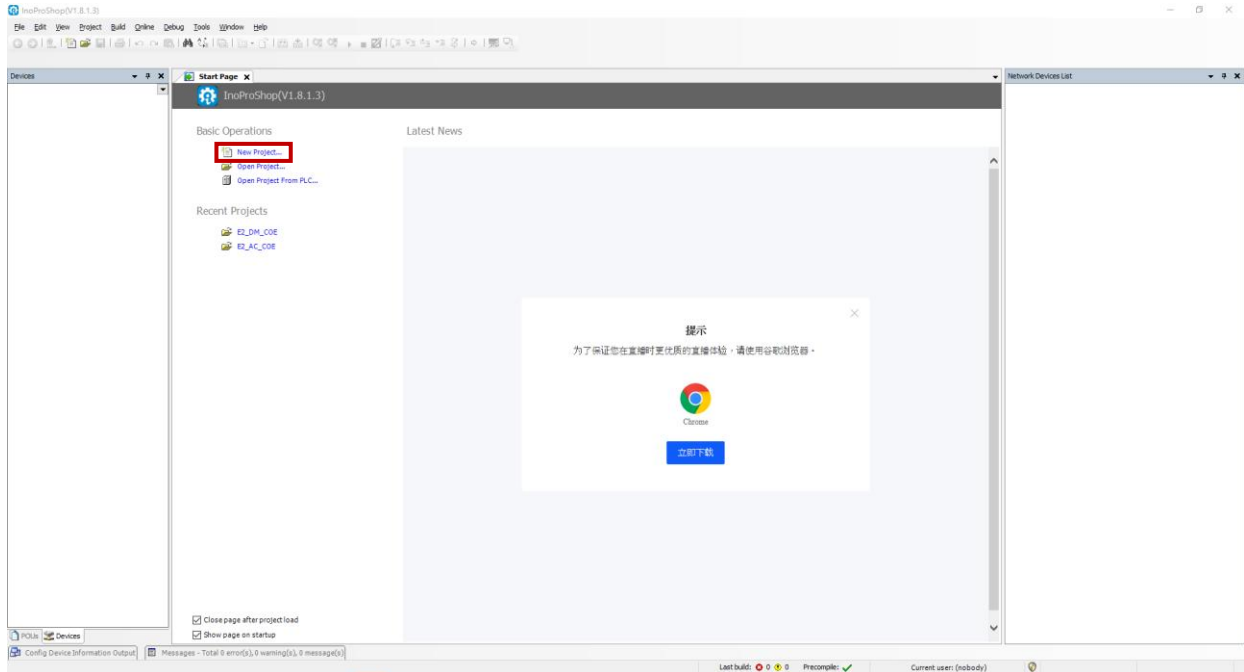 InoProShop(V1.8.1.3)
File Edit View Project Build Online Debug Tools Window Help
Devices
Start Page
Network Devices List
InoProShop(V1.8.1.3)
Basic Operations
New Project...
Open Project...
Open Project From PLC...
Recent Projects
E2_DM_COE
E2_AC_COE
Latest News
提示
为了保证您在直播时更优质的直播体验，请使用谷歌浏览器。
Chrome
立即下载
Close page after project load
Show page on startup
POUs Devices
Config Device Information Output Messages - Total 0 error(s), 0 warning(s), 0 message(s)
Last build: 0 0 Precompile: Current user: (nobody)